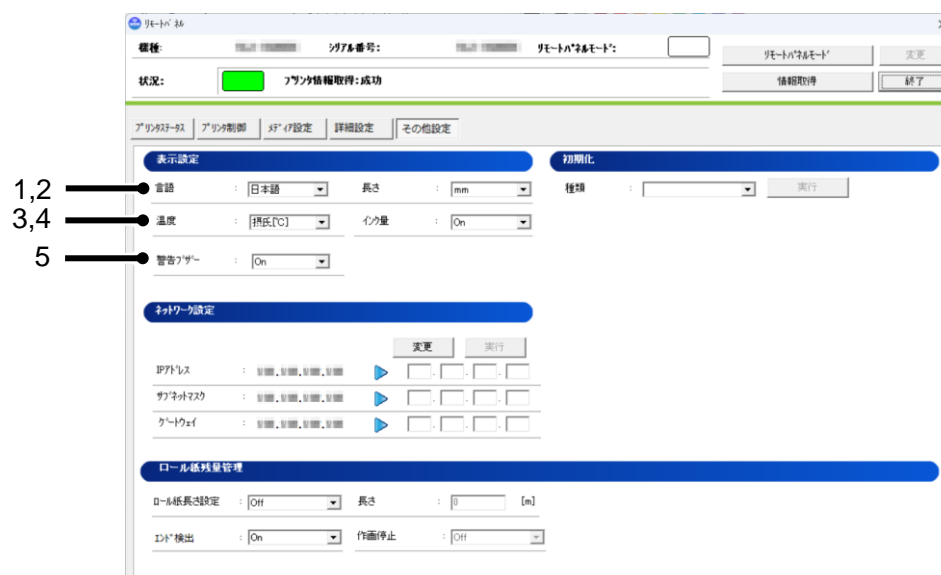 リモートパネル
機種:
シリアル番号:
リモートパネルモード:
リモートパネルモード
変更
状況:
プリンタ情報取得:成功
情報取得
終了
プリンタステータス
プリンタ制御
メディア設定
詳細設定
その他設定
表示設定
初期化
1,2
言語 : 日本語
長さ : mm
種類 :
実行
3,4
温度 : 摂氏[℃]
インク量 : On
5
警告ブザー : On
ネットワーク設定
変更
実行
IPアドレス :
サブネットマスク :
ゲートウェイ :
ロール紙残量管理
ロール紙長さ設定 : Off
長さ : 0 [m]
エンド検出 : On
作画停止 : Off